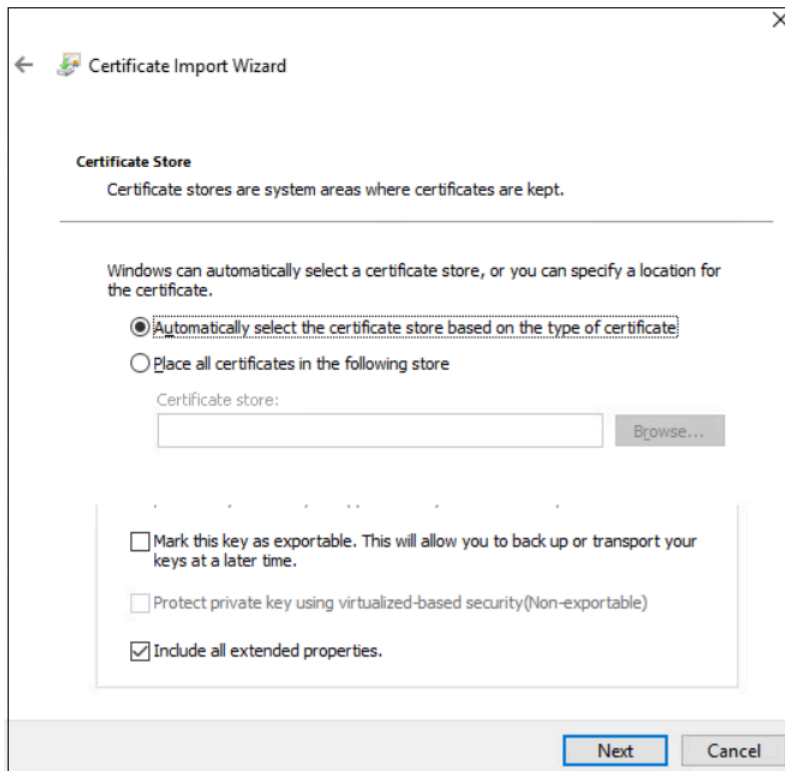 Certificate Import Wizard
Certificate Store
Certificate stores are system areas where certificates are kept.
Windows can automatically select a certificate store, or you can specify a location for
the certificate.
Automatically select the certificate store based on the type of certificate
Place all certificates in the following store
Certificate store:
Browse...
Mark this key as exportable. This will allow you to back up or transport your
keys at a later time.
Protect private key using virtualized-based security(Non-exportable)
Include all extended properties.
Next
Cancel